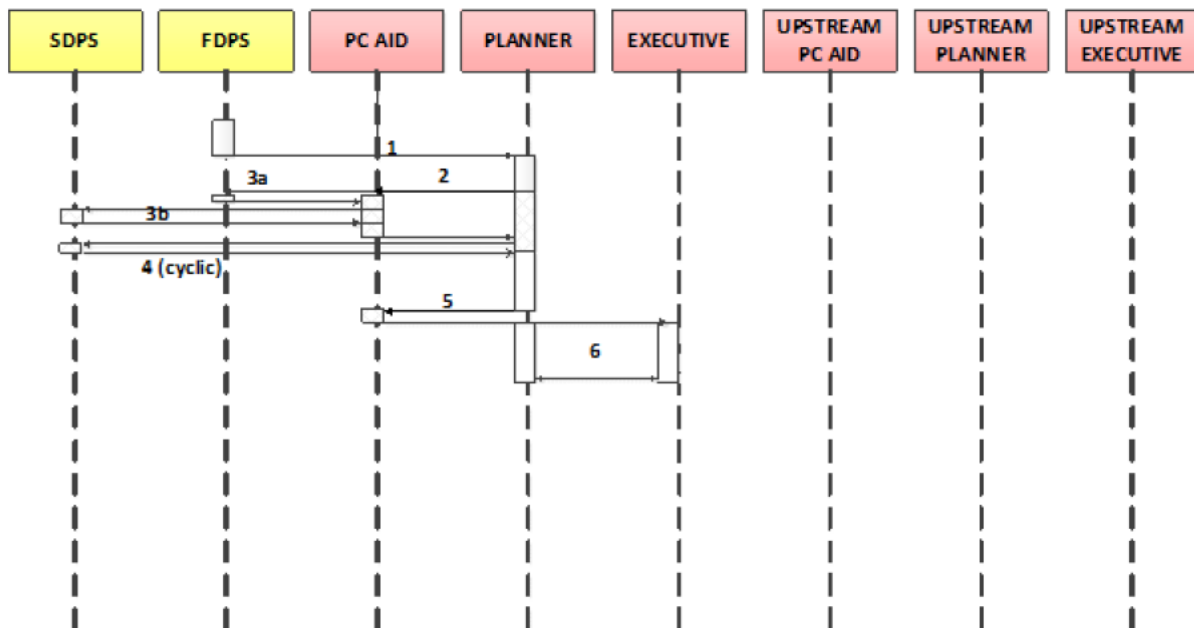 SDPS
FDPS
PC AID
PLANNER
EXECUTIVE
UPSTREAM
PC AID
UPSTREAM
PLANNER
UPSTREAM
EXECUTIVE
1
2
3a
3b
4 (cyclic)
5
6